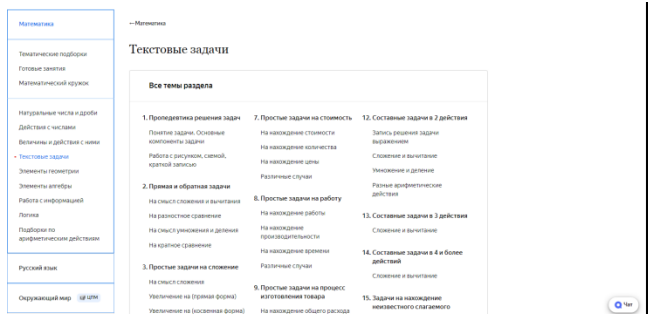 Математика
Тематические подборки
Готовые занятия
Математический кружок
Натуральные числа и дроби
Действия с числами
Величины и действия с ними
Текстовые задачи
Элементы геометрии
Элементы алгебры
Работа с информацией
Логика
Подборки по
арифметическим действиям
Русский язык
Окружающий мир
←Математика
Текстовые задачи
Все темы раздела
1. Пропедевтика решения задач
Понятие задачи. Основные
компоненты задачи
Работа с рисунком, схемой,
краткой записью
2. Прямая и обратная задачи
На смысл сложения и вычитания
На разностное сравнение
На смысл умножения и деления
На кратное сравнение
3. Простые задачи на сложение
На смысл сложения
Увеличение на (прямая форма)
Увеличение на (косвенная форма)
7. Простые задачи на стоимость
На нахождение стоимости
На нахождение количества
На нахождение цены
Различные случаи
8. Простые задачи на работу
На нахождение работы
На нахождение
производительности
На нахождение времени
Различные случаи
9. Простые задачи на процесс
изготовления товара
На нахождение общего расхода
12. Составные задачи в 2 действия
Запись решения задачи
выражением
Сложение и вычитание
Умножение и деление
Разные арифметические
действия
13. Составные задачи в 3 действия
Сложение и вычитание
14. Составные задачи в 4 и более
действий
Сложение и вычитание
15. Задачи на нахождение
неизвестного слагаемого
Чат